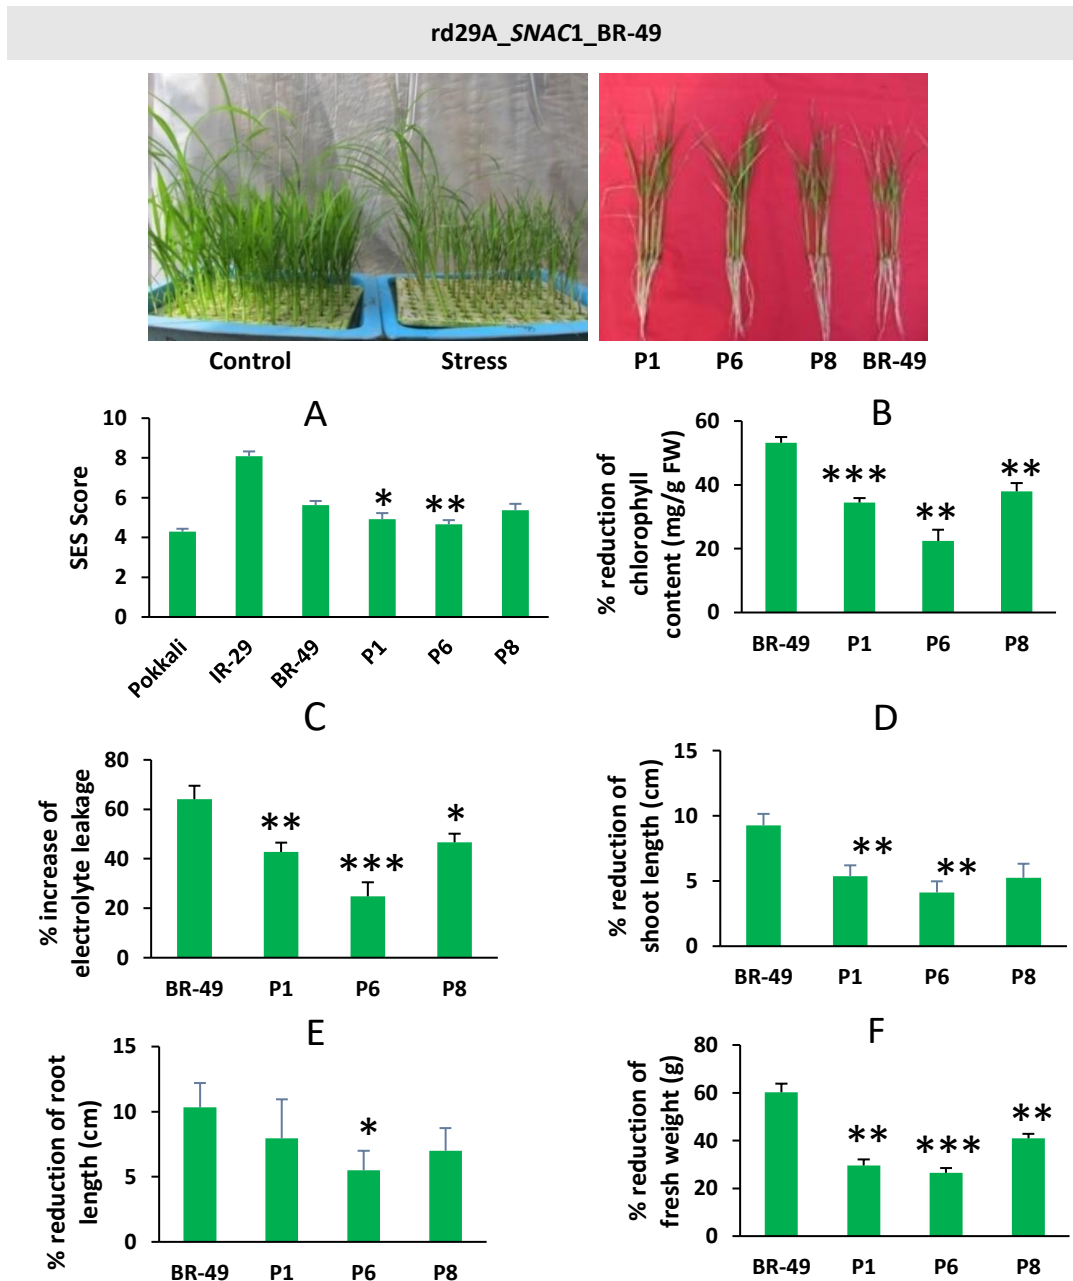 rd29A_SNAC1_BR-49
Control Stress
P1 P6 P8 BR-49
A
SES Score
10
8
6
4
2
0
* **
Pokkali IR-29 BR-49 P1 P6 P8
B
% reduction of
chlorophyll
content (mg/g FW)
60
40
20
0
*** ** **
BR-49 P1 P6 P8
C
% increase of
electrolyte leakage
80
60
40
20
0
** *** *
BR-49 P1 P6 P8
D
% reduction of
shoot length (cm)
15
10
5
0
** **
BR-49 P1 P6 P8
E
% reduction of root
length (cm)
15
10
5
0
*
BR-49 P1 P6 P8
F
% reduction of
fresh weight (g)
80
60
40
20
0
** *** **
BR-49 P1 P6 P8